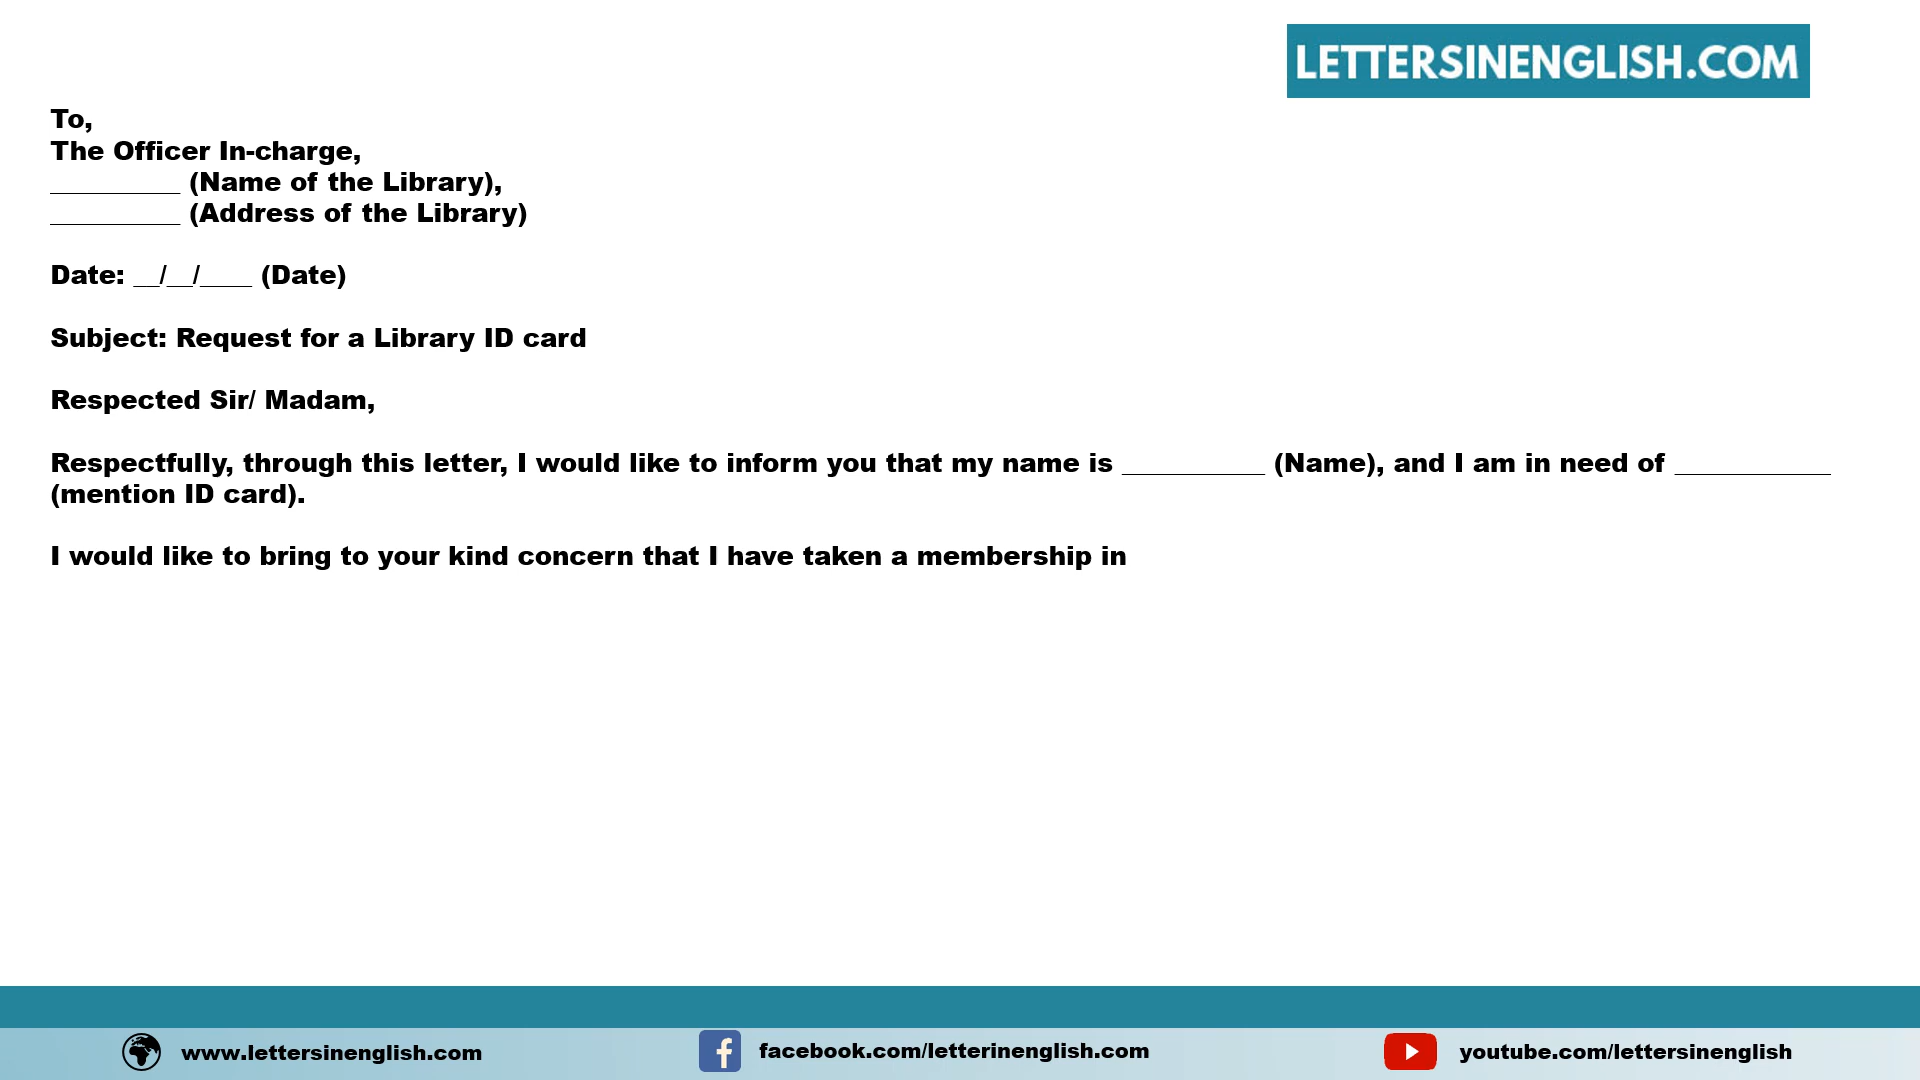 LETTERSINENGLISH.COM
To,
The Officer In-charge,
__________ (Name of the Library),
__________ (Address of the Library)
Date: __/__/____ (Date)
Subject: Request for a Library ID card
Respected Sir/ Madam,
Respectfully, through this letter, I would like to inform you that my name is ___________ (Name), and I am in need of ____________
(mention ID card).
I would like to bring to your kind concern that I have taken a membership in
www.lettersinenglish.com
facebook.com/letterinenglish.com
youtube.com/lettersinenglish